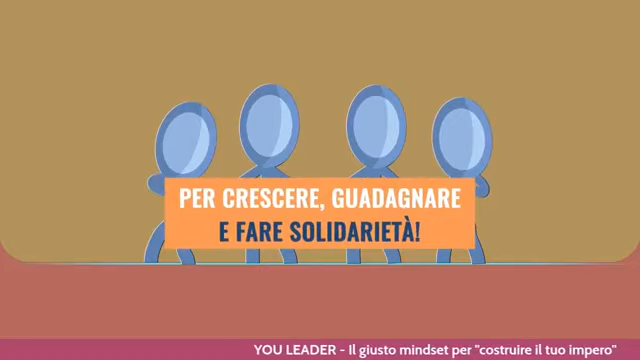 PER CRESCERE, GUADAGNARE
E FARE SOLIDARIETÀ!
YOU LEADER - Il giusto mindset per "costruire il tuo impero"